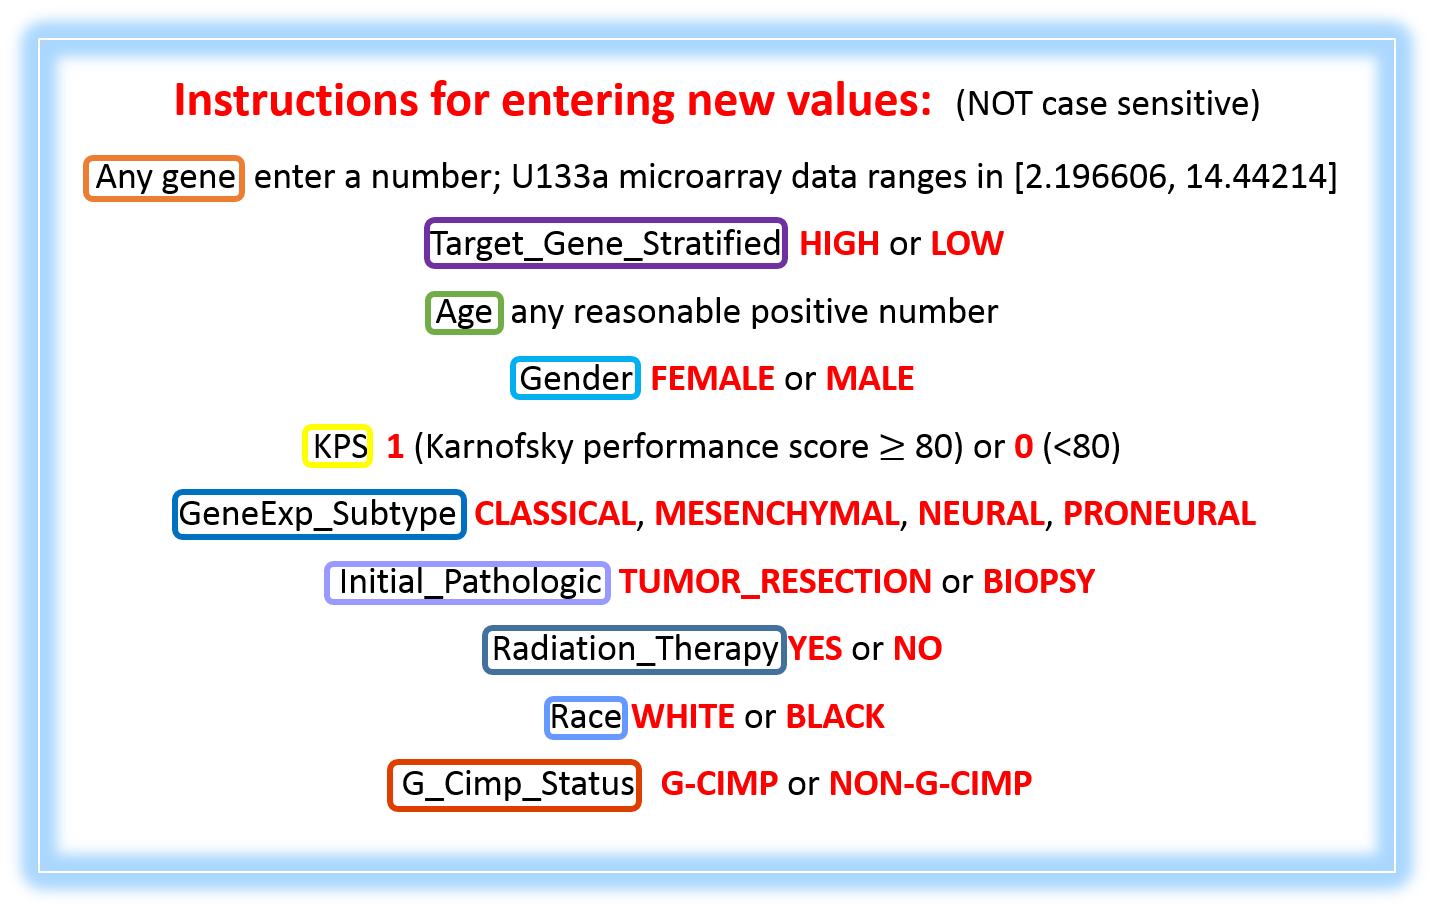 Instructions for entering new values: (NOT case sensitive)
Any gene enter a number; U133a microarray data ranges in [2.196606, 14.44214]
Target_Gene_Stratified HIGH or LOW
Age any reasonable positive number
Gender FEMALE or MALE
KPS 1 (Karnofsky performance score ≥ 80) or 0 (<80)
GeneExp_Subtype CLASSICAL, MESENCHYMAL, NEURAL, PRONEURAL
Initial_Pathologic TUMOR_RESECTION or BIOPSY
Radiation_Therapy YES or NO
Race WHITE or BLACK
G_Cimp_Status G-CIMP or NON-G-CIMP